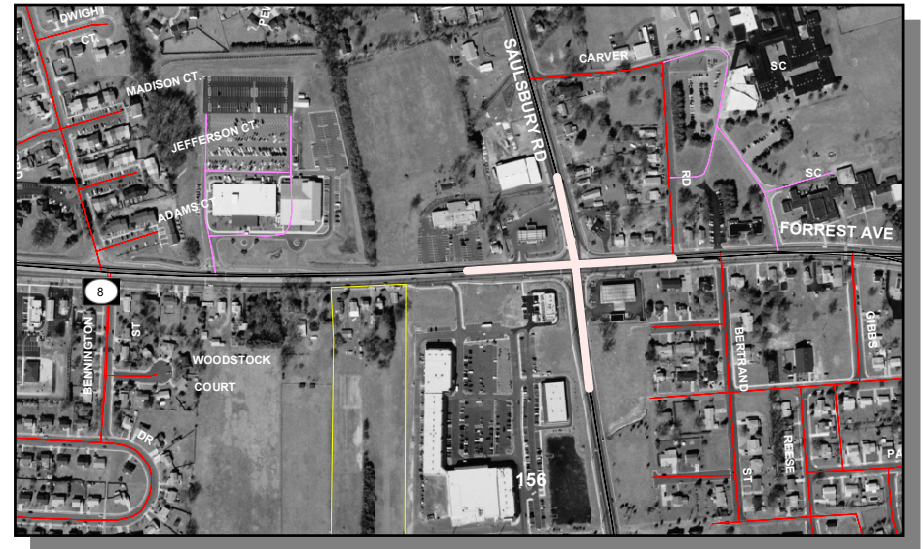 DWIGHT
CT.
MADISON CT.
JEFFERSON CT.
ADAMS CT
SAULSBURY RD
CARVER
RD
SC
SC
FORREST AVE
8
BENNINGTON
ST
WOODSTOCK
COURT
DR
156
BERTRAND
ST
REESE
GIBBS
PA